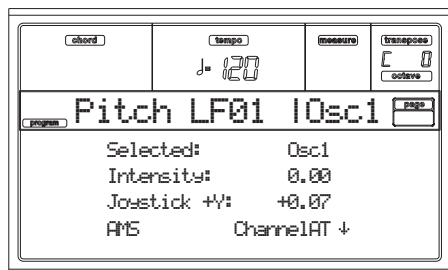 chord tempo measure transpose
♩= 120 C 0
octave
program Pitch LFO1 |Osc1 page
Selected: Osc1
Intensity: 0.00
Joystick +Y: +0.07
AMS ChannelAT ↓